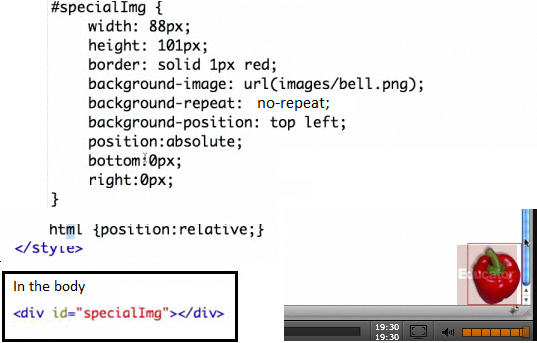 #specialImg {
width: 88px;
height: 101px;
border: solid 1px red;
background-image: url(images/bell.png);
background-repeat: no-repeat;
background-position: top left;
position:absolute;
bottom:0px;
right:0px;
}
html {position:relative;}
</style>
In the body
<div id="specialImg"></div>
Educator
19:30
19:30